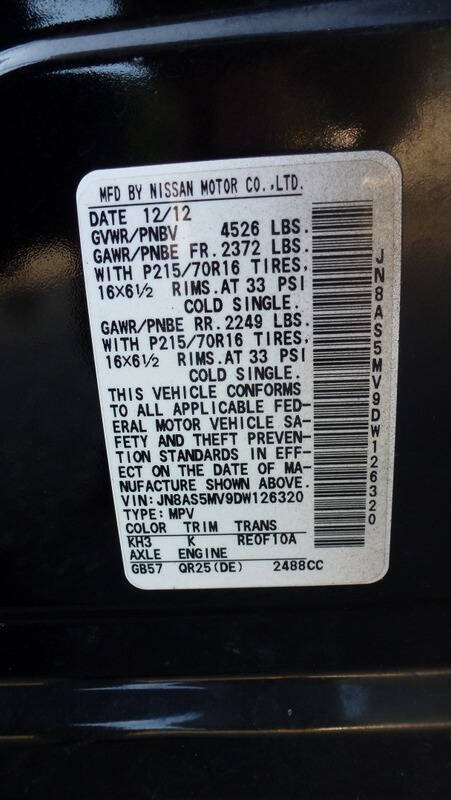 MFD BY NISSAN MOTOR CO.,LTD.
DATE 12/12
GVWR/PNBV 4526 LBS.
GAWR/PNBE FR. 2372 LBS.
WITH P215/70R16 TIRES,
16X6½ RIMS. AT 33 PSI
COLD SINGLE.
GAWR/PNBE RR. 2249 LBS.
WITH P215/70R16 TIRES,
16X6½ RIMS. AT 33 PSI
COLD SINGLE.
THIS VEHICLE CONFORMS
TO ALL APPLICABLE FED-
ERAL MOTOR VEHICLE SA-
FETY AND THEFT PREVEN-
TION STANDARDS IN EFF-
ECT ON THE DATE OF MA-
NUFACTURE SHOWN ABOVE.
VIN: JN8AS5MV9DW126320
TYPE: MPV
COLOR TRIM TRANS
KH3 K RE0F10A
AXLE ENGINE
GB57 QR25(DE) 2488CC
JN8AS5MV9DW126320